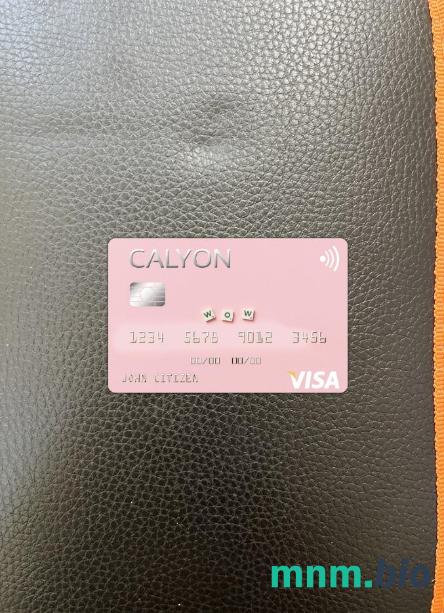 CALYON
WOW
1234 5678 9012 3456
00/00 00/00
JOHN CITIZEN
VISA
mnm.bio